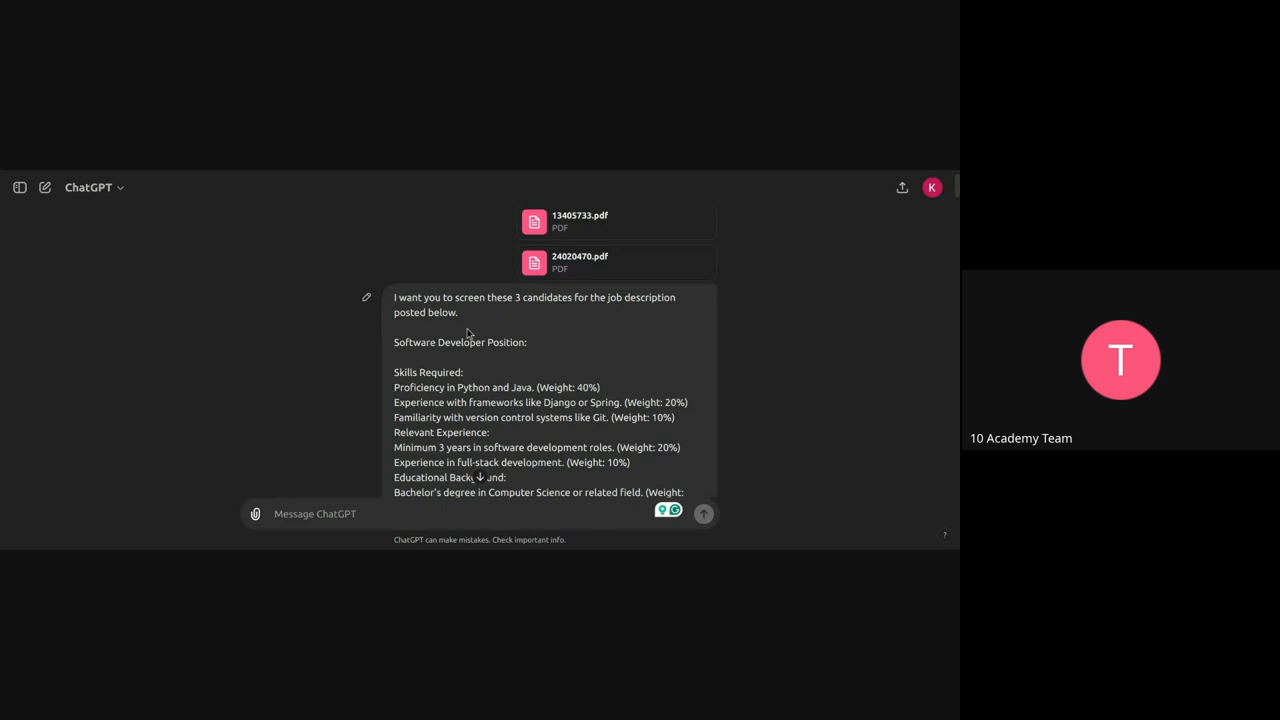 ChatGPT
K
13405733.pdf
PDF
24020470.pdf
PDF
I want you to screen these 3 candidates for the job description
posted below.
Software Developer Position:
Skills Required:
Proficiency in Python and Java. (Weight: 40%)
Experience with frameworks like Django or Spring. (Weight: 20%)
Familiarity with version control systems like Git. (Weight: 10%)
Relevant Experience:
Minimum 3 years in software development roles. (Weight: 20%)
Experience in full-stack development. (Weight: 10%)
Educational Background:
Bachelor's degree in Computer Science or related field. (Weight:
Message ChatGPT
ChatGPT can make mistakes. Check important info.
?
T
10 Academy Team